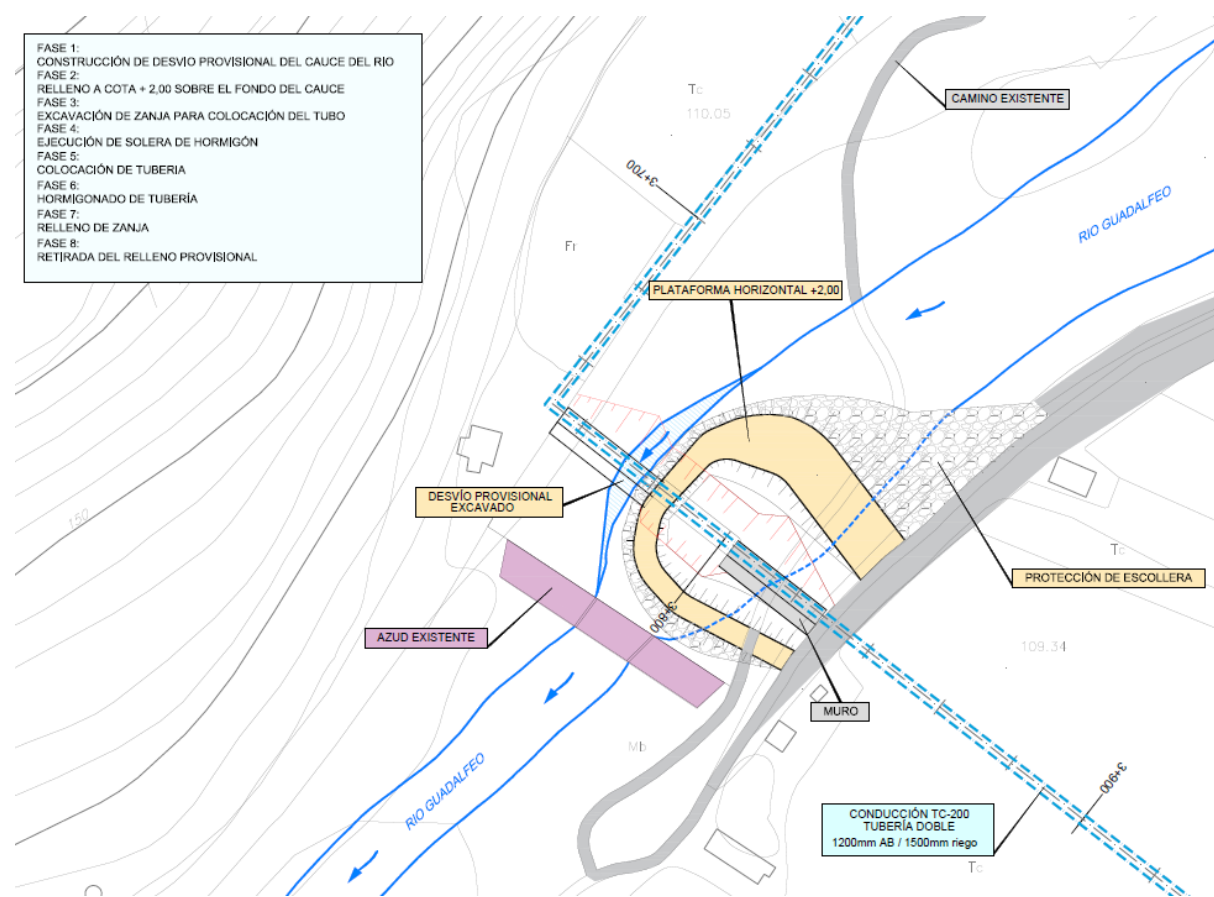 FASE 1:
CONSTRUCCIÓN DE DESVIO PROVISIONAL DEL CAUCE DEL RÍO
FASE 2:
RELLENO A COTA + 2,00 SOBRE EL FONDO DEL CAUCE
FASE 3:
EXCAVACIÓN DE ZANJA PARA COLOCACIÓN DEL TUBO
FASE 4:
EJECUCIÓN DE SOLERA DE HORMIGÓN
FASE 5:
COLOCACIÓN DE TUBERIA
FASE 6:
HORMIGONADO DE TUBERÍA
FASE 7:
RELLENO DE ZANJA
FASE 8:
RETIRADA DEL RELLENO PROVISIONAL
Tc
110.05
CAMINO EXISTENTE
3+700
RIO GUADALFEO
Fr
PLATAFORMA HORIZONTAL +2,00
DESVÍO PROVISIONAL
EXCAVADO
150
Tc
PROTECCIÓN DE ESCOLLERA
3+800
AZUD EXISTENTE
109.34
MURO
Mb
RIO GUADALFEO
3+900
CONDUCCIÓN TC-200
TUBERÍA DOBLE
1200mm AB / 1500mm riego
Tc